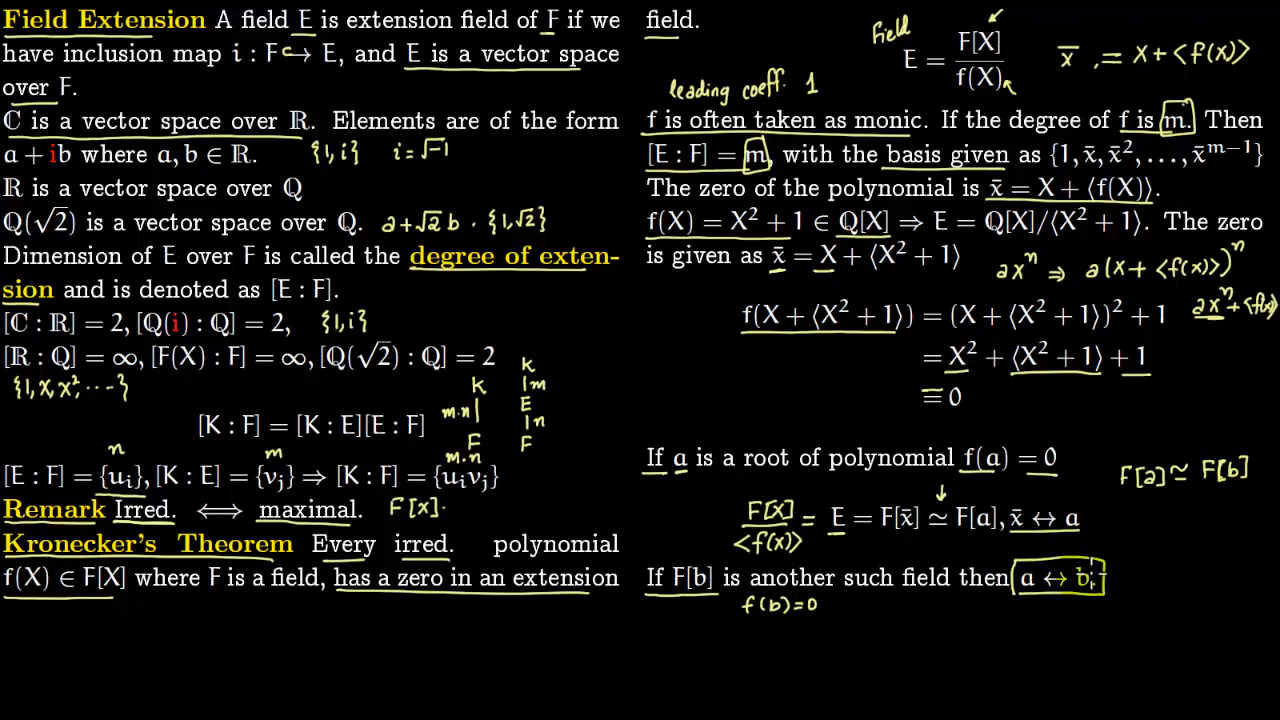 Field Extension A field E is extension field of F if we
have inclusion map i : F ↪ E, and E is a vector space
over F.
ℂ is a vector space over ℝ. Elements are of the form
a + ib where a, b ∈ ℝ. {1, i} i = √-1
ℝ is a vector space over ℚ
ℚ(√2) is a vector space over ℚ. a + √2 b · {1, √2}
Dimension of E over F is called the degree of exten-
sion and is denoted as [E : F].
[ℂ : ℝ] = 2, [ℚ(i) : ℚ] = 2, {1, i}
[ℝ : ℚ] = ∞, [F(X) : F] = ∞, [ℚ(√2) : ℚ] = 2
{1, x, x², ...}
K
m·n |
F
K
| m
E
| n
F
[K : F] = [K : E][E : F]
n m m·n
[E : F] = {uᵢ}, [K : E] = {vⱼ} ⇒ [K : F] = {uᵢvⱼ}
Remark Irred. ⟺ maximal. F[x].
Kronecker's Theorem Every irred. polynomial
f(X) ∈ F[X] where F is a field, has a zero in an extension
field.
field E = F[X] / f(X) x̄ := x + <f(x)>
leading coeff. 1
f is often taken as monic. If the degree of f is m. Then
[E : F] = m, with the basis given as {1, x̄, x̄², ..., x̄ᵐ⁻¹}
The zero of the polynomial is x̄ = X + ⟨f(X)⟩.
f(X) = X² + 1 ∈ ℚ[X] ⇒ E = ℚ[X]/⟨X² + 1⟩. The zero
is given as x̄ = X + ⟨X² + 1⟩
axⁿ ⇒ a(x + <f(x)>)ⁿ
axⁿ + <f(x)>
f(X + ⟨X² + 1⟩) = (X + ⟨X² + 1⟩)² + 1
= X² + ⟨X² + 1⟩ + 1
≡ 0
If a is a root of polynomial f(a) = 0
F[a] ≃ F[b]
F[x] / <f(x)> = E = F[x̄] ≃ F[a], x̄ ↔ a
If F[b] is another such field then a ↔ b.
f(b) = 0